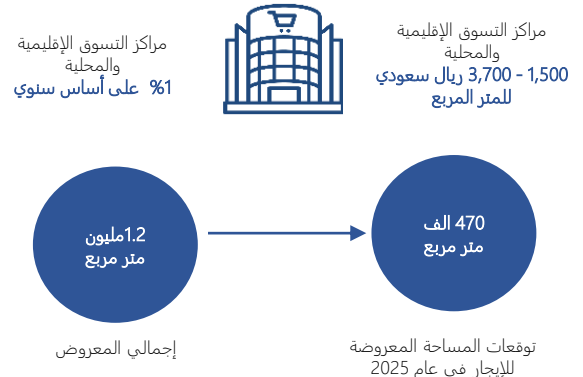 مراكز التسوق الإقليمية
والمحلية
1,500 - 3,700 ريال سعودي
للمتر المربع
مراكز التسوق الإقليمية
والمحلية
1% على أساس سنوي
470 الف
متر مربع
1.2مليون
متر مربع
توقعات المساحة المعروضة
للإيجار في عام 2025
إجمالي المعروض